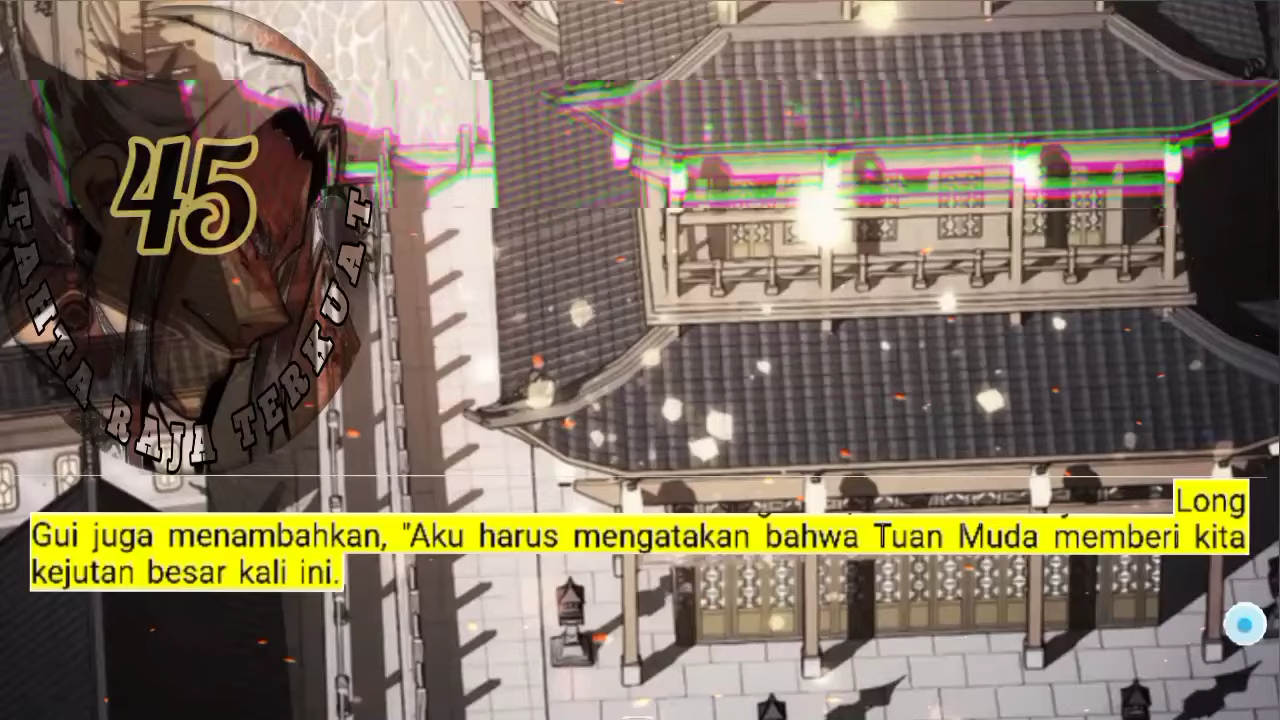 45
TAHTA RAJA TERKUAT
Long
Gui juga menambahkan, "Aku harus mengatakan bahwa Tuan Muda memberi kita
kejutan besar kali ini.